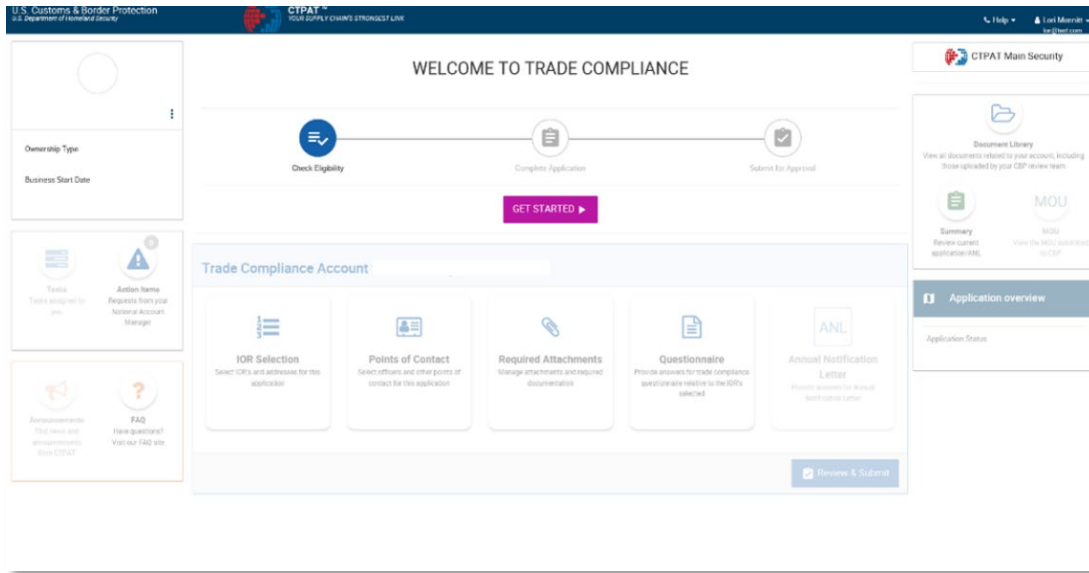 U.S. Customs & Border Protection
U.S. Department of Homeland Security
CTPAT™
YOUR SUPPLY CHAIN'S STRONGEST LINK
Help
Lori
CTPAT Main Security
WELCOME TO TRADE COMPLIANCE
Ownership Type
Business Start Date
Check Eligibility
Complete Application
Submit for Approval
GET STARTED
Document Library
View all documents related to your account, including
those uploaded by your CBP review team
Summary
Review current
application/ANL
MOU
MOU
View the MOU submitted
to CBP
Tasks
Tasks assigned to
you
Action Items
Requests from your
National Account
Manager
Trade Compliance Account
IOR Selection
Select IOR's and addresses for this
application
Points of Contact
Select officers and other points of
contact for this application
Required Attachments
Manage attachments and required
documentation
Questionnaire
Provide answers for trade compliance
questionnaire relative to the IOR's
selected
ANL
Annual Notification
Letter
Provide answers for Annual
Notification Letter
Application overview
Application Status
Announcements
Find news and
announcements
from CTPAT
FAQ
Have questions?
Visit our FAQ site
Review & Submit